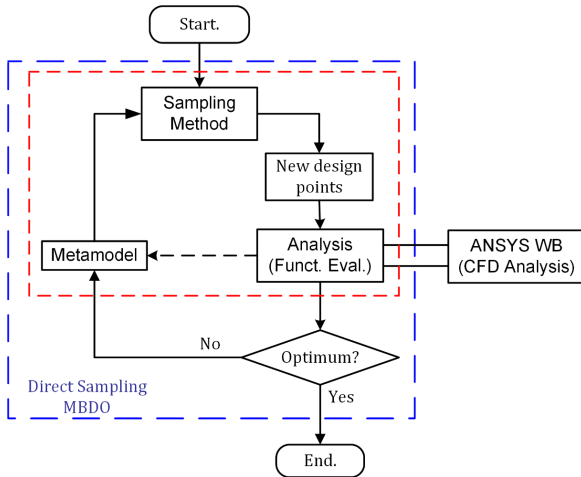 Start.
Sampling
Method
New design
points
Metamodel
Analysis
(Funct. Eval.)
ANSYS WB
(CFD Analysis)
No
Optimum?
Direct Sampling
MBDO
Yes
End.